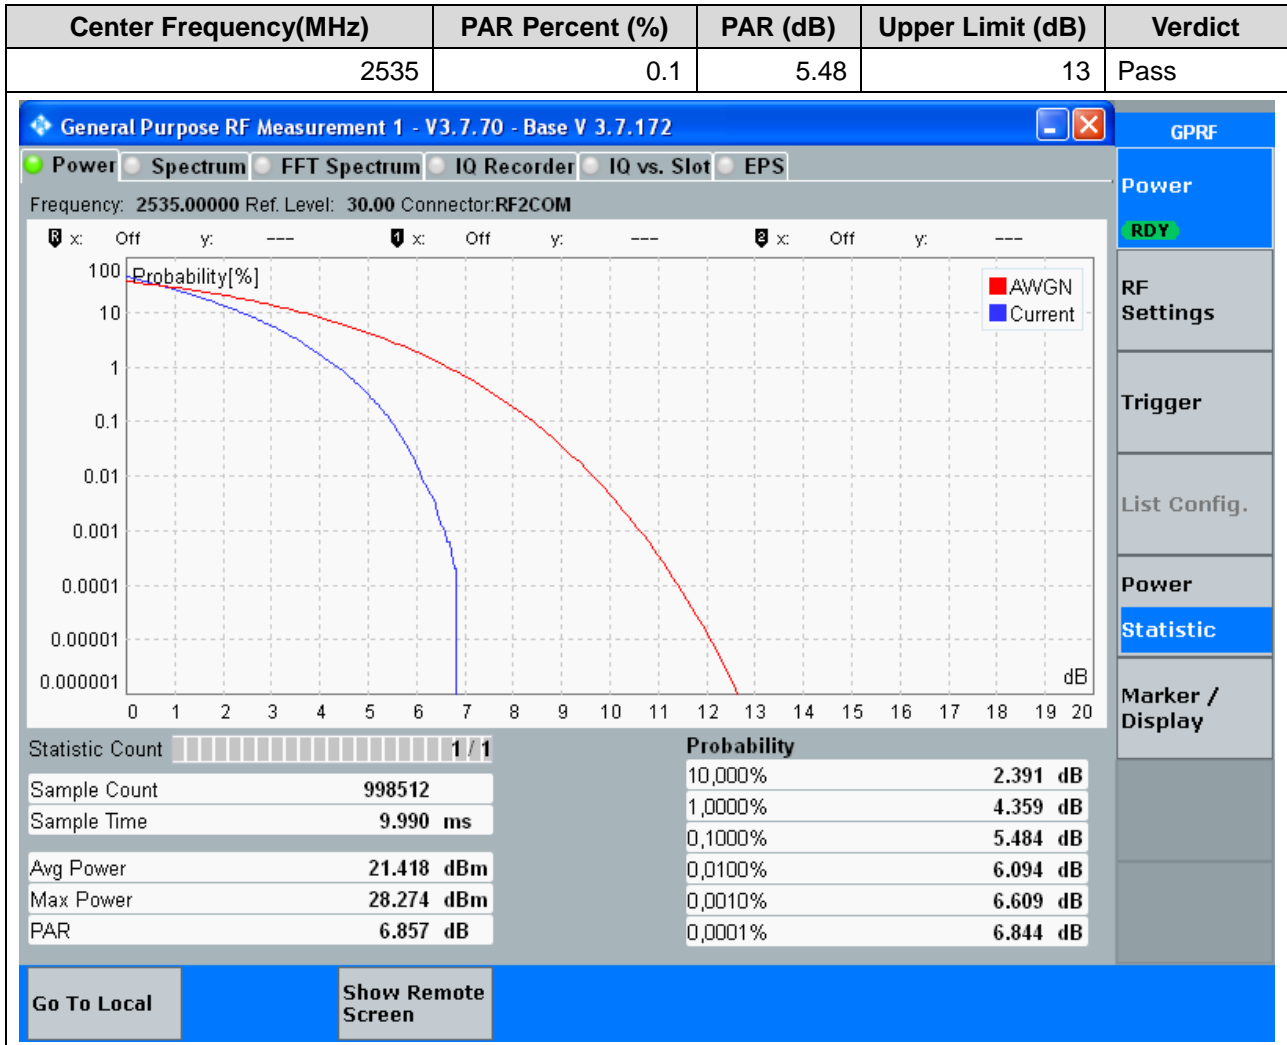 Center Frequency(MHz) PAR Percent (%) PAR (dB) Upper Limit (dB) Verdict
2535 0.1 5.48 13 Pass
General Purpose RF Measurement 1 - V3.7.70 - Base V 3.7.172
GPRF
Power Spectrum FFT Spectrum IQ Recorder IQ vs. Slot EPS
Frequency: 2535.00000 Ref. Level: 30.00 Connector:RF2COM
R x: Off y: --- 1 x: Off y: --- 2 x: Off y: ---
Probability[%]
AWGN
Current
100
10
1
0.1
0.01
0.001
0.0001
0.00001
0.000001
dB
0 1 2 3 4 5 6 7 8 9 10 11 12 13 14 15 16 17 18 19 20
Statistic Count 1 / 1
Sample Count 998512
Sample Time 9.990 ms
Avg Power 21.418 dBm
Max Power 28.274 dBm
PAR 6.857 dB
Probability
10,000% 2.391 dB
1,0000% 4.359 dB
0,1000% 5.484 dB
0,0100% 6.094 dB
0,0010% 6.609 dB
0,0001% 6.844 dB
Power
RDY
RF
Settings
Trigger
List Config.
Power
Statistic
Marker /
Display
Go To Local
Show Remote
Screen